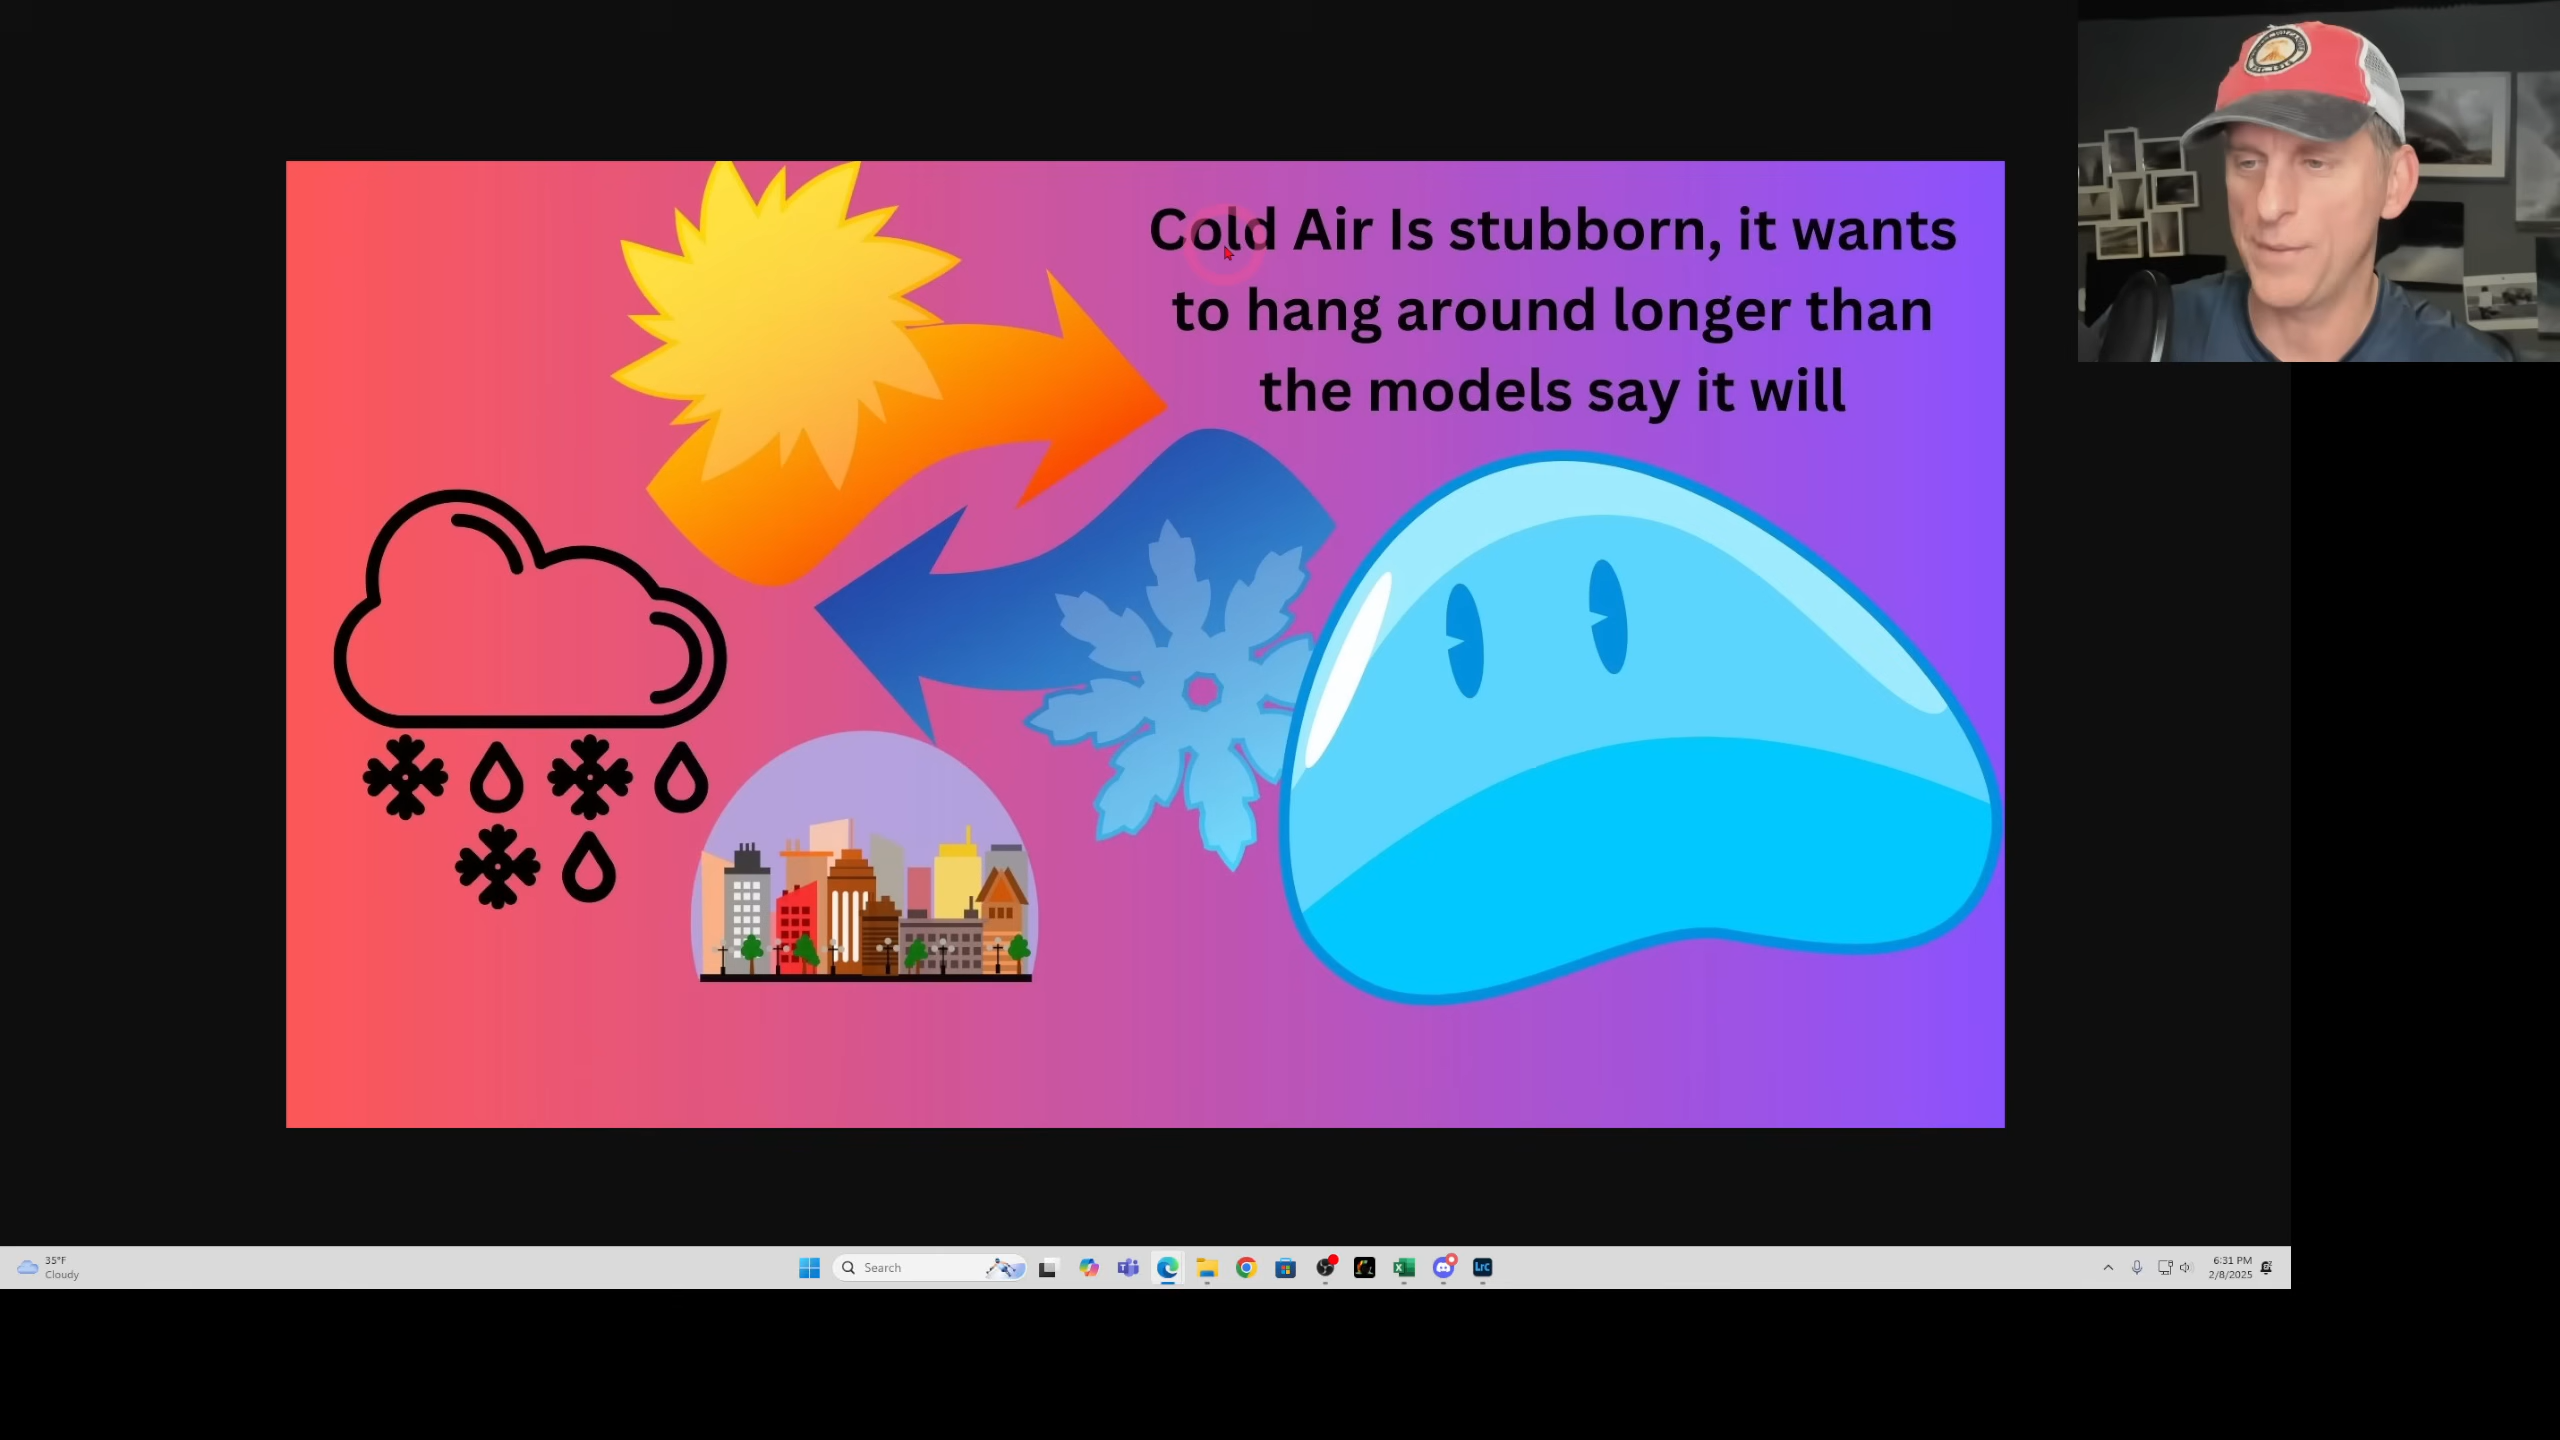 Cold Air Is stubborn, it wants
to hang around longer than
the models say it will
35°F
Cloudy
Search
LrC
6:31 PM
2/8/2025